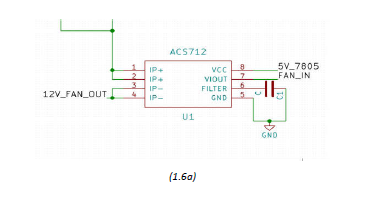 ACS712
1 IP+ VCC 8 5V_7805
2 IP+ VIOUT 7 FAN_IN
3 IP- FILTER 6 C C1
12V_FAN_OUT 4 IP- GND 5
U1
GND
(1.6a)